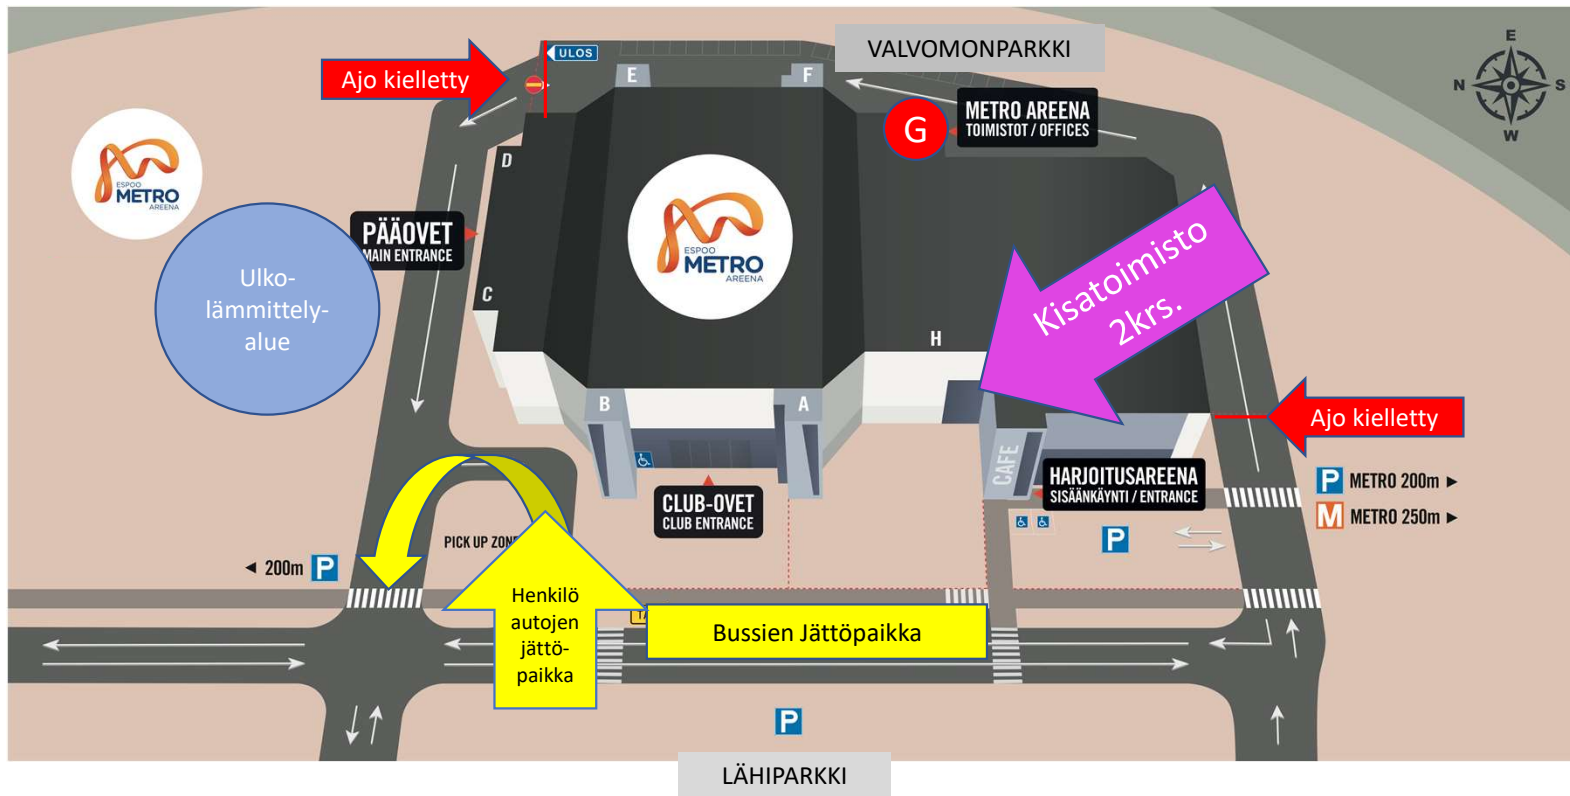 ULOS
VALVOMONPARKKI
E
F
E
N
S
W
Ajo kielletty
G
METRO AREENA
TOIMISTOT / OFFICES
ESPOO
METRO
AREENA
D
PÄÄOVET
MAIN ENTRANCE
ESPOO
METRO
AREENA
Kisatoimisto
2krs.
Ulko-
lämmittely-
alue
C
H
B
A
Ajo kielletty
CAFE
HARJOITUSAREENA
SISÄÄNKÄYNTI / ENTRANCE
P METRO 200m ►
M METRO 250m ►
CLUB-OVET
CLUB ENTRANCE
P
PICK UP ZONE
◄ 200m P
Henkilö
autojen
jättö-
paikka
Bussien Jättöpaikka
P
LÄHIPARKKI